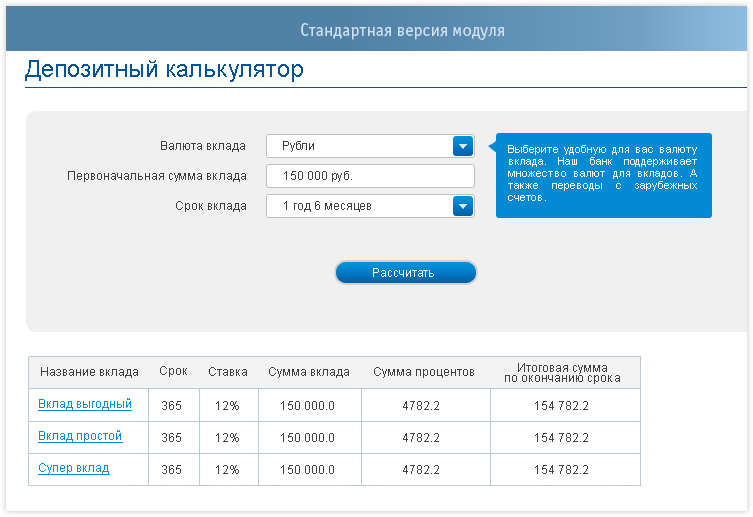 Стандартная версия модуля
Депозитный калькулятор
Валюта вклада Рубли
Первоначальная сумма вклада 150 000 руб.
Срок вклада 1 год 6 месяцев
Выберите удобную для вас валюту
вклада. Наш банк поддерживает
множество валют для вкладов. А
также переводы с зарубежных
счетов.
Рассчитать
Название вклада Срок Ставка Сумма вклада Сумма процентов Итоговая сумма
по окончанию срока
Вклад выгодный 365 12% 150 000.0 4782.2 154 782.2
Вклад простой 365 12% 150 000.0 4782.2 154 782.2
Супер вклад 365 12% 150 000.0 4782.2 154 782.2